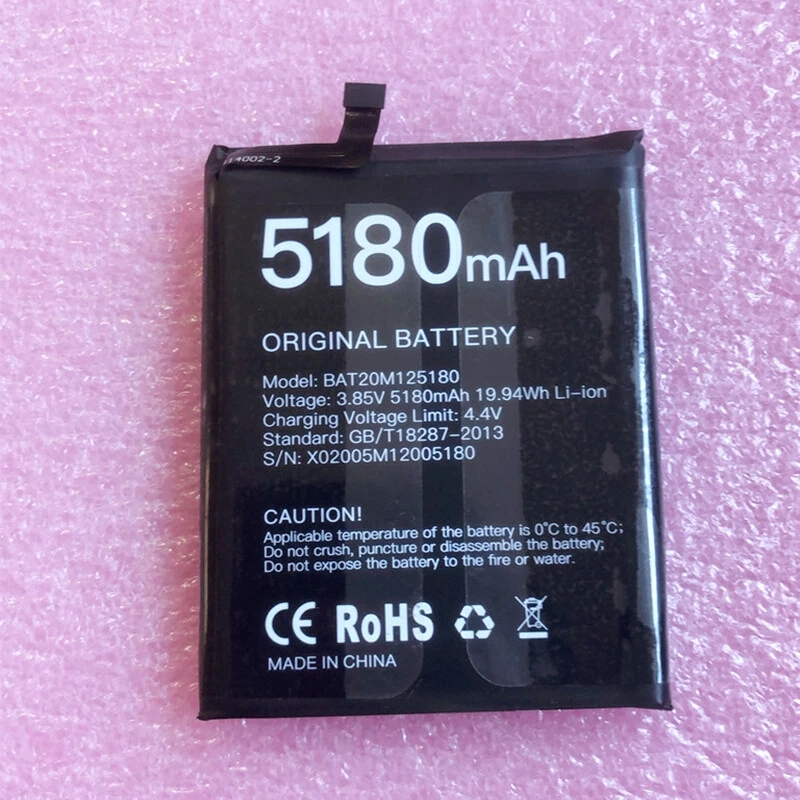 14002-2
5180mAh
ORIGINAL BATTERY
Model: BAT20M125180
Voltage: 3.85V 5180mAh 19.94Wh Li-ion
Charging Voltage Limit: 4.4V
Standard: GB/T18287-2013
S/N: X02005M12005180
CAUTION!
Applicable temperature of the battery is 0°C to 45°C;
Do not crush, puncture or disassemble the battery;
Do not expose the battery to the fire or water.
CE RoHS
MADE IN CHINA